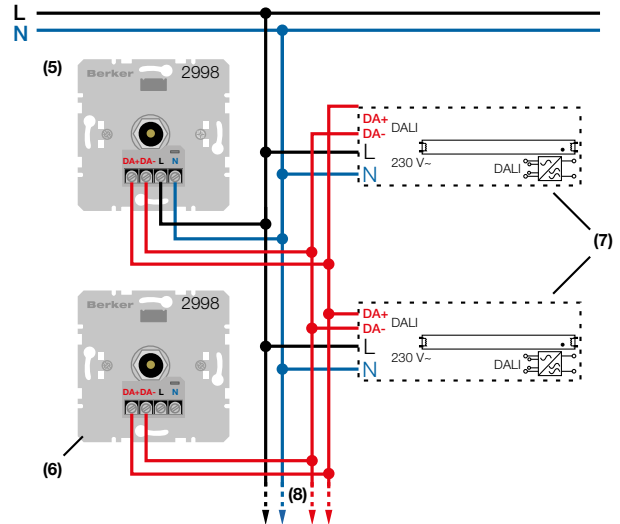 L
N
(5)
Berker 2998
DA+ DA- L N
DA+
DA- DALI
L
230 V~
N
DALI
(7)
Berker 2998
DA+ DA- L N
DA+
DA- DALI
L
230 V~
N
DALI
(6)
(8)